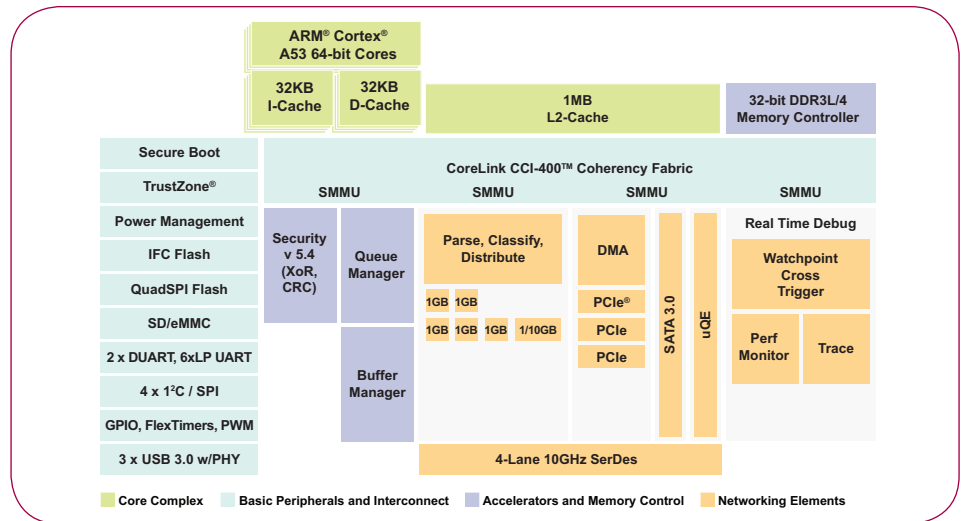 ARM® Cortex®
A53 64-bit Cores
32KB
I-Cache
32KB
D-Cache
1MB
L2-Cache
32-bit DDR3L/4
Memory Controller
Secure Boot
TrustZone®
Power Management
IFC Flash
QuadSPI Flash
SD/eMMC
2 x DUART, 6xLP UART
4 x 1²C / SPI
GPIO, FlexTimers, PWM
3 x USB 3.0 w/PHY
CoreLink CCI-400™ Coherency Fabric
SMMU
SMMU
SMMU
SMMU
Security
v 5.4
(XoR,
CRC)
Queue
Manager
Buffer
Manager
Parse, Classify,
Distribute
1GB
1GB
1GB
1GB
1GB
1/10GB
DMA
PCIe®
PCIe
PCIe
SATA 3.0
uQE
4-Lane 10GHz SerDes
Real Time Debug
Watchpoint
Cross
Trigger
Perf
Monitor
Trace
Core Complex
Basic Peripherals and Interconnect
Accelerators and Memory Control
Networking Elements